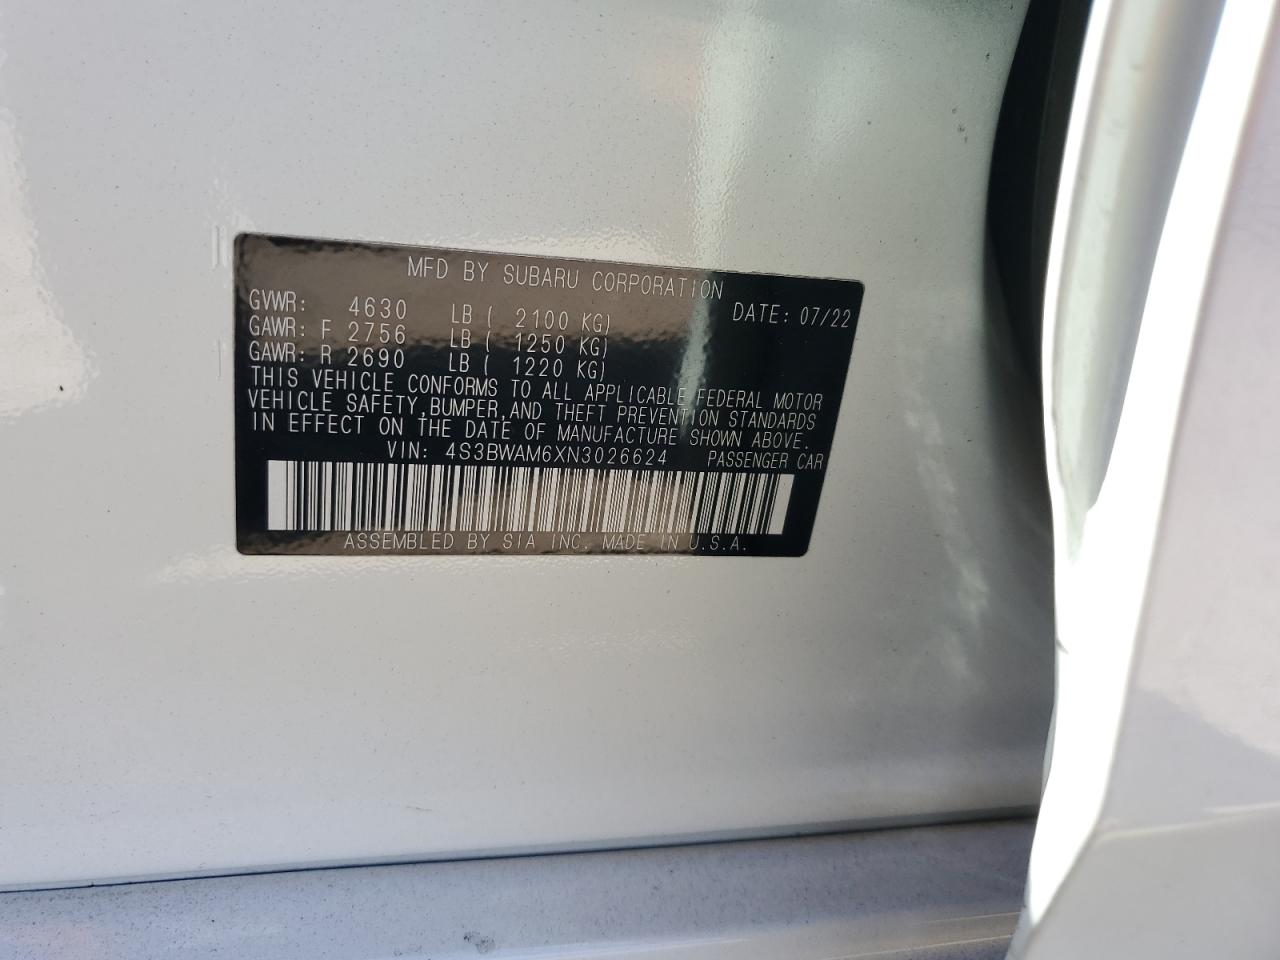 MFD BY SUBARU CORPORATION
GVWR: 4630 LB ( 2100 KG) DATE: 07/22
GAWR: F 2756 LB ( 1250 KG)
GAWR: R 2690 LB ( 1220 KG)
THIS VEHICLE CONFORMS TO ALL APPLICABLE FEDERAL MOTOR
VEHICLE SAFETY,BUMPER,AND THEFT PREVENTION STANDARDS
IN EFFECT ON THE DATE OF MANUFACTURE SHOWN ABOVE.
VIN: 4S3BWAM6XN3026624 PASSENGER CAR
ASSEMBLED BY SIA INC. MADE IN U.S.A.